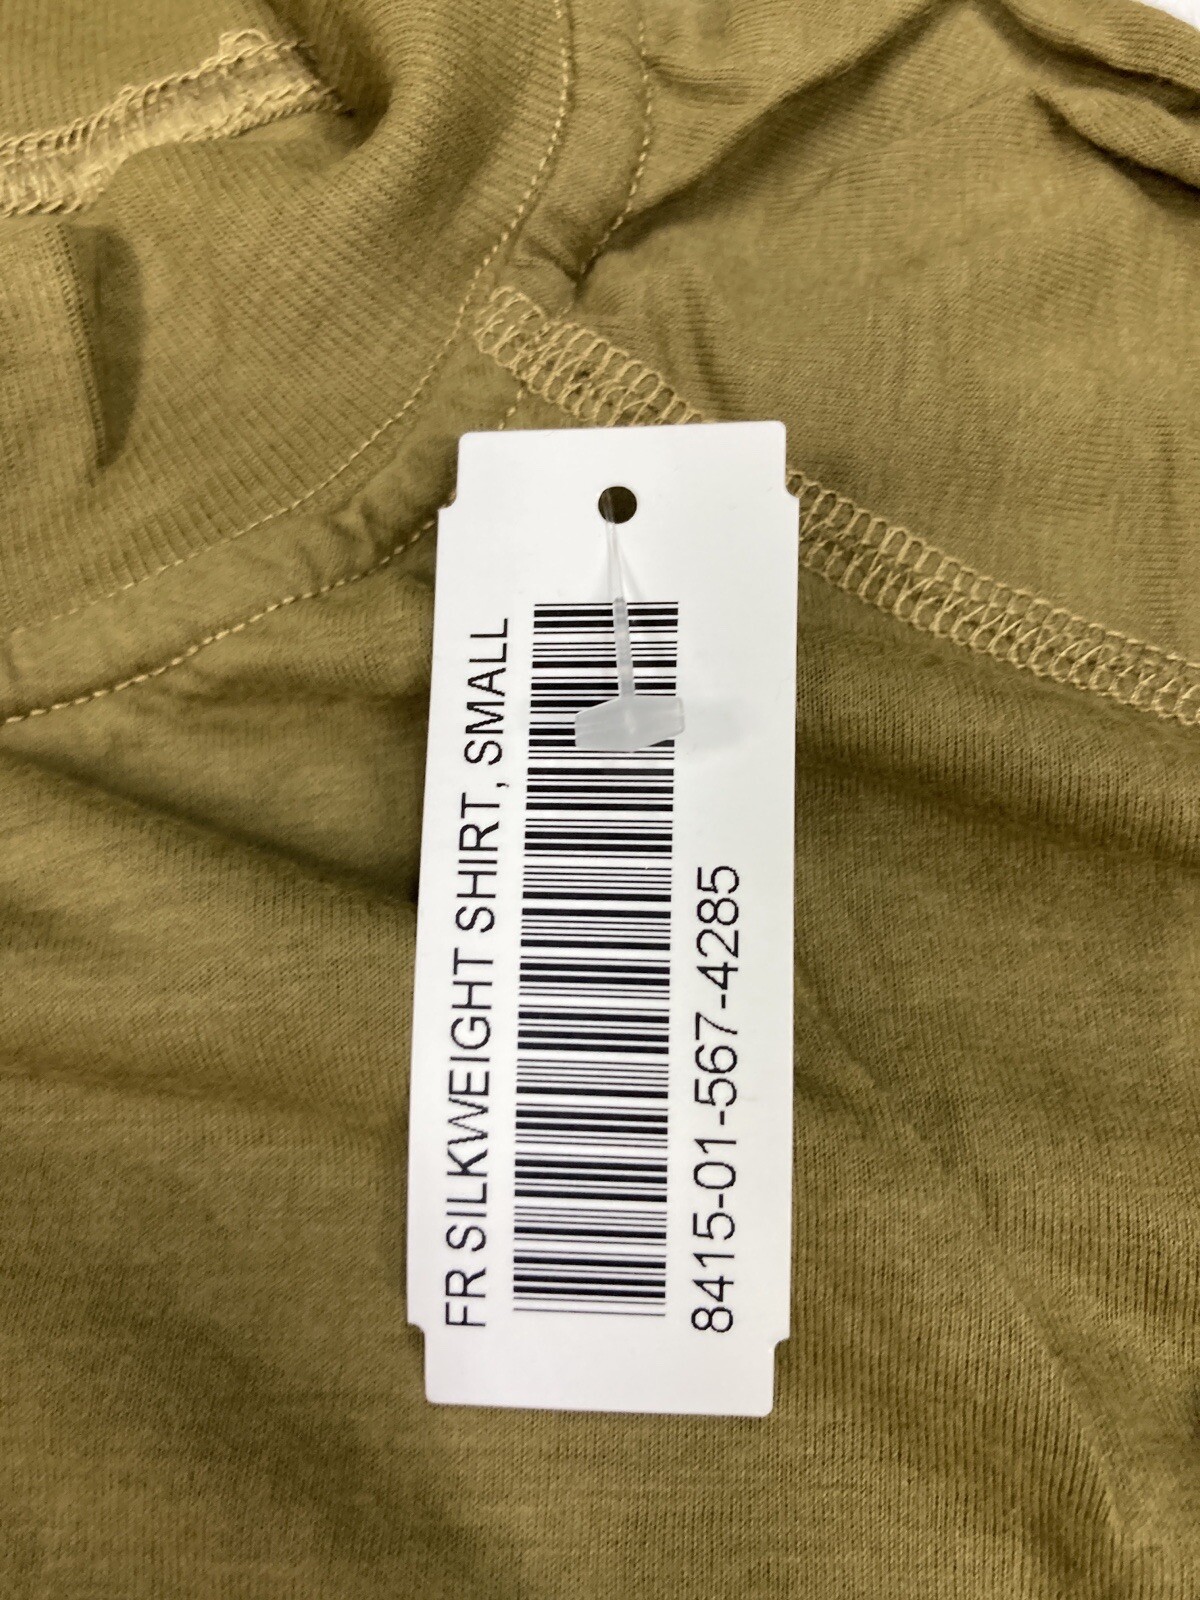 FR SILKWEIGHT SHIRT, SMALL
8415-01-567-4285